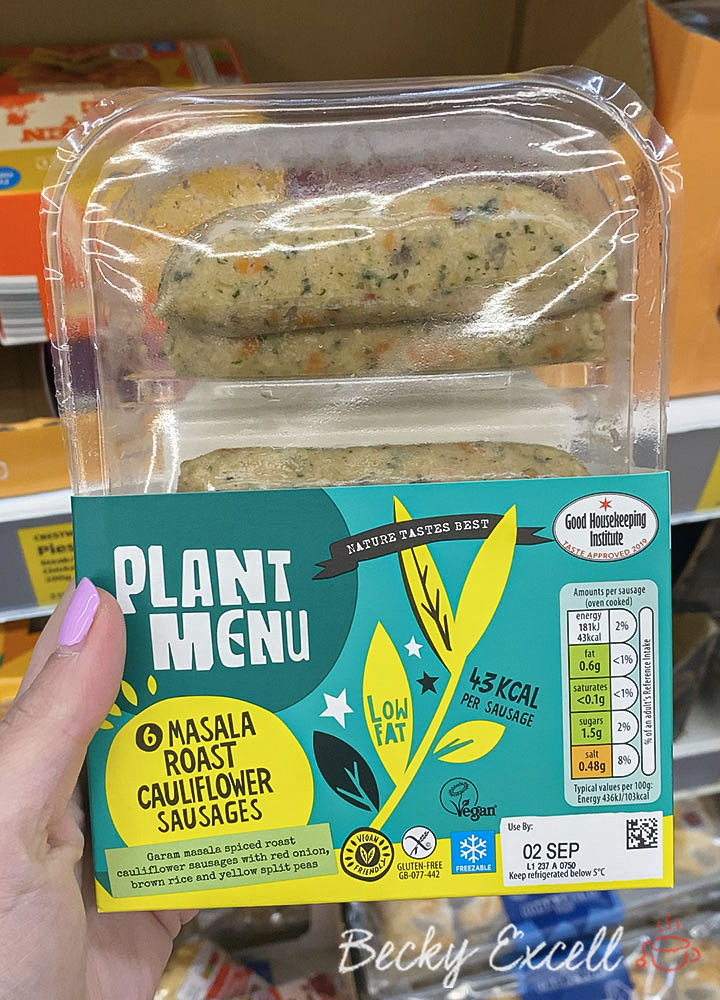 Good Housekeeping
Institute
TASTE APPROVED 2019
NATURE TASTES BEST
PLANT
MENU
Amounts per sausage
(oven cooked)
energy
181kJ
43kcal
2%
fat
0.6g
<1%
saturates
<0.1g
<1%
sugars
1.5g
2%
salt
0.48g
8%
% of an adult's Reference Intake
Typical values per 100g:
Energy 436kJ/103kcal
43 KCAL
PER SAUSAGE
LOW
FAT
6 MASALA
ROAST
CAULIFLOWER
SAUSAGES
Garam masala spiced roast
cauliflower sausages with red onion,
brown rice and yellow split peas
Vegan
VEGAN
FRIENDLY
GLUTEN-FREE
GB-077-442
FREEZABLE
Use By:
02 SEP
L1 237 A 0750
Keep refrigerated below 5°C
Becky Excell